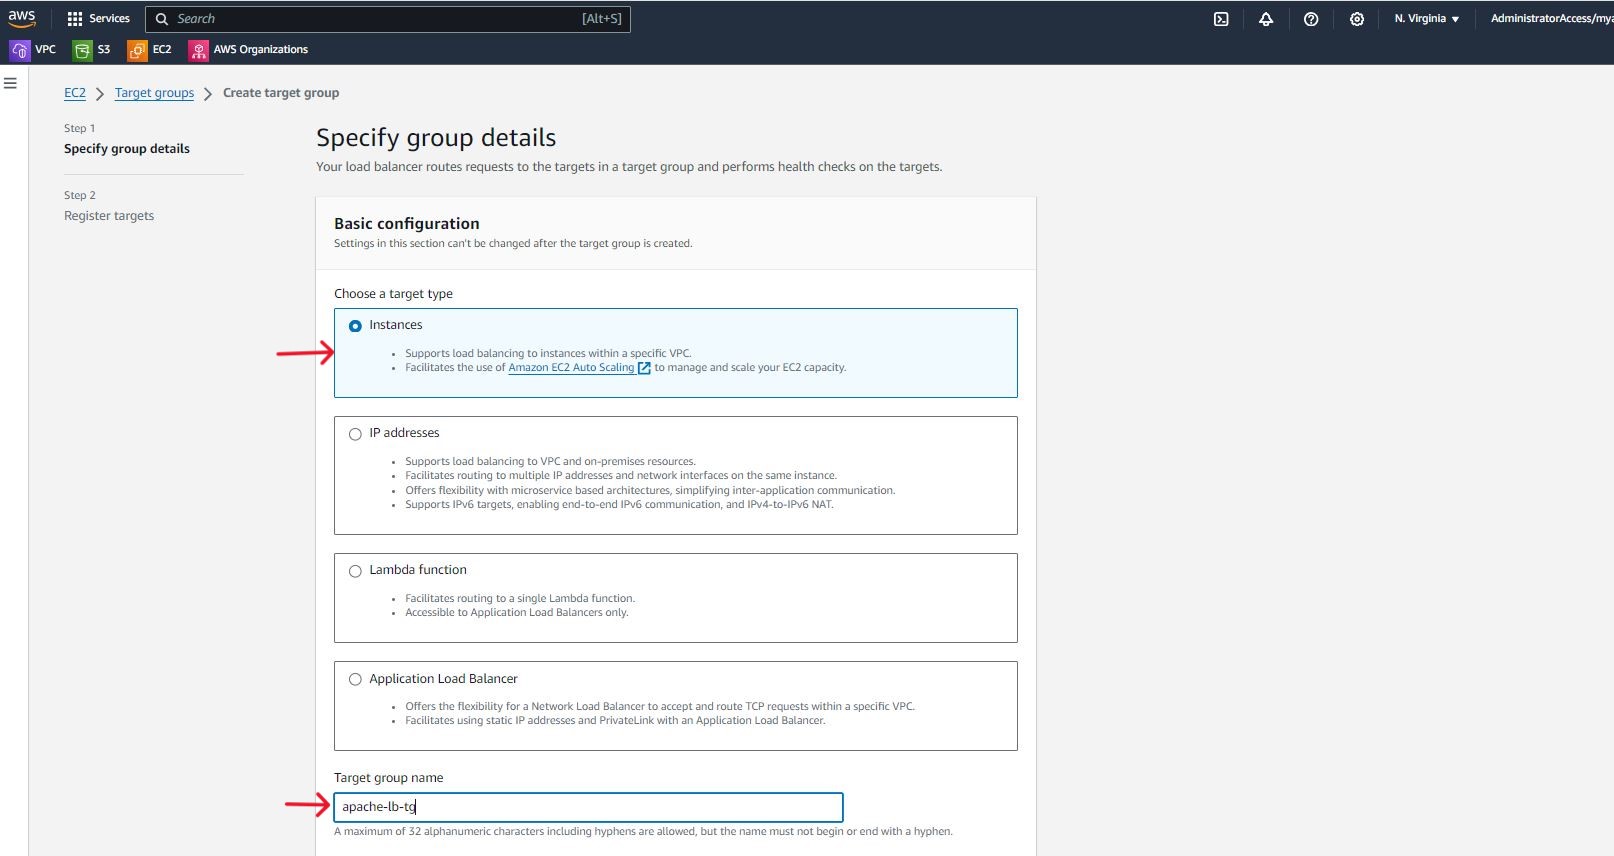 aws
Services
Search
[Alt+S]
N. Virginia
AdministratorAccess/mya
VPC
S3
EC2
AWS Organizations
EC2
Target groups
Create target group
Step 1
Specify group details
Step 2
Register targets
Specify group details
Your load balancer routes requests to the targets in a target group and performs health checks on the targets.
Basic configuration
Settings in this section can't be changed after the target group is created.
Choose a target type
Instances
• Supports load balancing to instances within a specific VPC.
• Facilitates the use of Amazon EC2 Auto Scaling to manage and scale your EC2 capacity.
IP addresses
• Supports load balancing to VPC and on-premises resources.
• Facilitates routing to multiple IP addresses and network interfaces on the same instance.
• Offers flexibility with microservice based architectures, simplifying inter-application communication.
• Supports IPv6 targets, enabling end-to-end IPv6 communication, and IPv4-to-IPv6 NAT.
Lambda function
• Facilitates routing to a single Lambda function.
• Accessible to Application Load Balancers only.
Application Load Balancer
• Offers the flexibility for a Network Load Balancer to accept and route TCP requests within a specific VPC.
• Facilitates using static IP addresses and PrivateLink with an Application Load Balancer.
Target group name
apache-lb-tg
A maximum of 32 alphanumeric characters including hyphens are allowed, but the name must not begin or end with a hyphen.